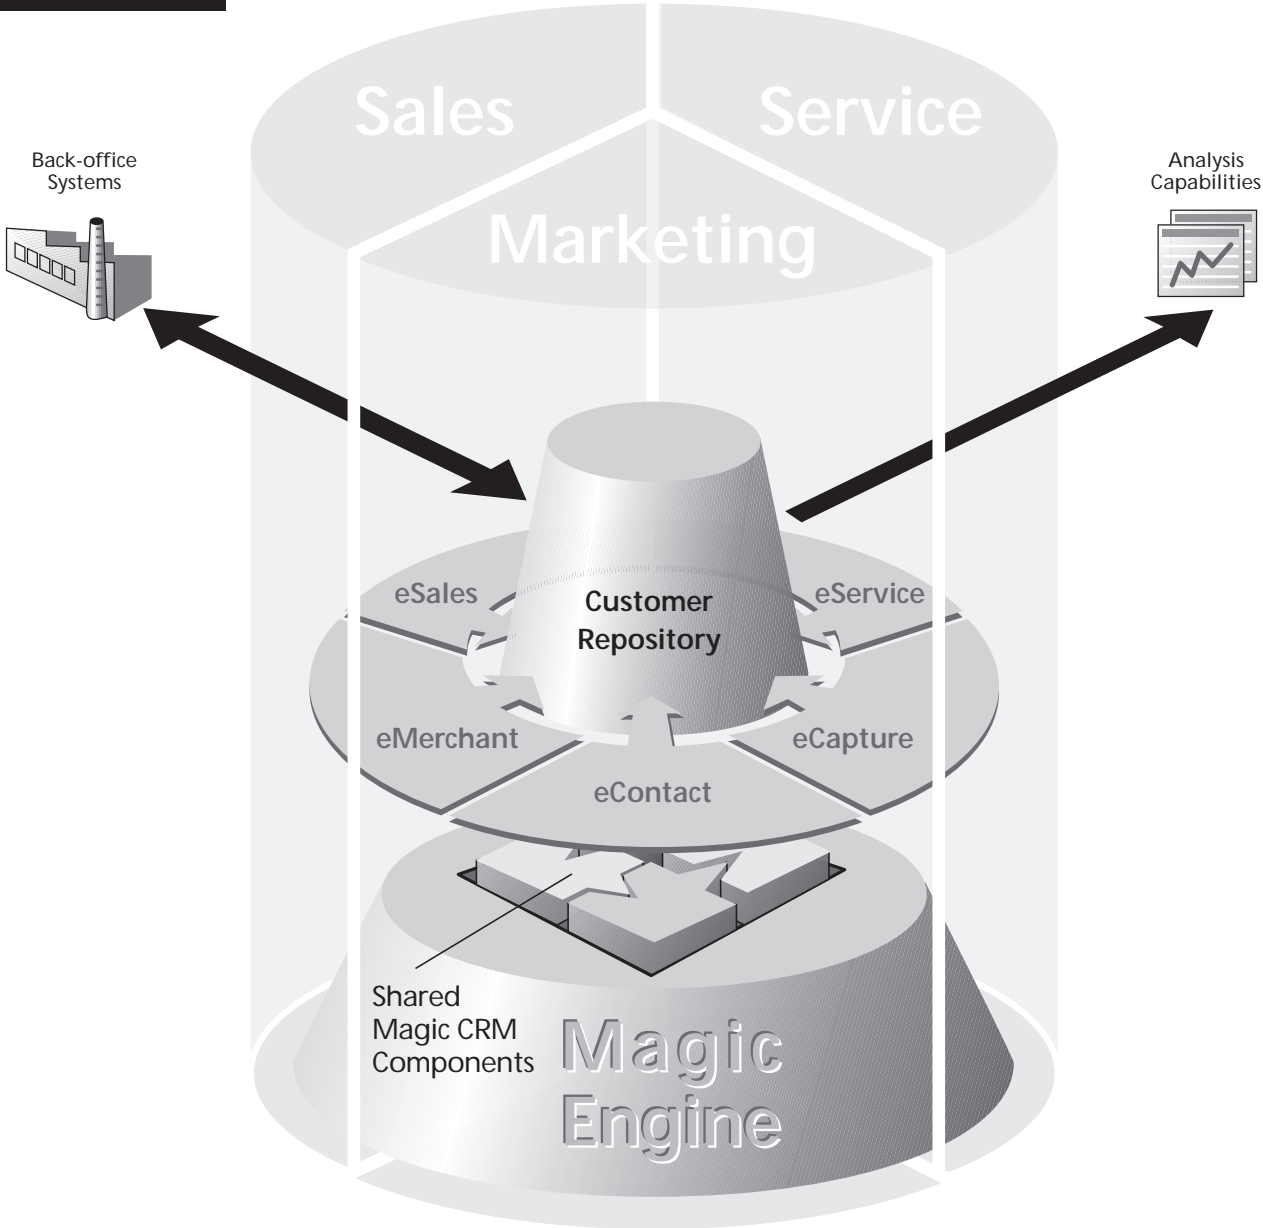 Sales
Service
Back-office
Systems
Analysis
Capabilities
Marketing
eSales
eService
Customer
Repository
eMerchant
eCapture
eContact
Shared
Magic CRM
Components
Magic
Engine